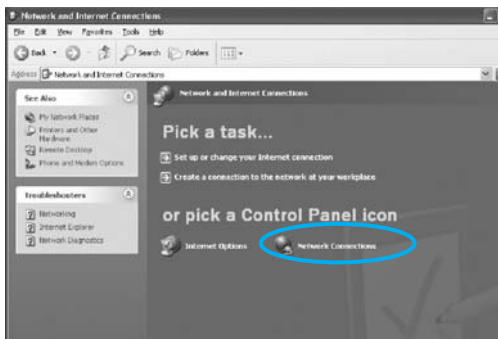 Network and Internet Connections
File Edit View Favorites Tools Help
Back Search Folders
Address Network and Internet Connections
See Also
My Network Places
Printers and Other
Hardware
Remote Desktop
Phone and Modem Options
Troubleshooters
Networking
Internet Explorer
Network Diagnostics
Network and Internet Connections
Pick a task...
Set up or change your Internet connection
Create a connection to the network at your workplace
or pick a Control Panel icon
Internet Options Network Connections